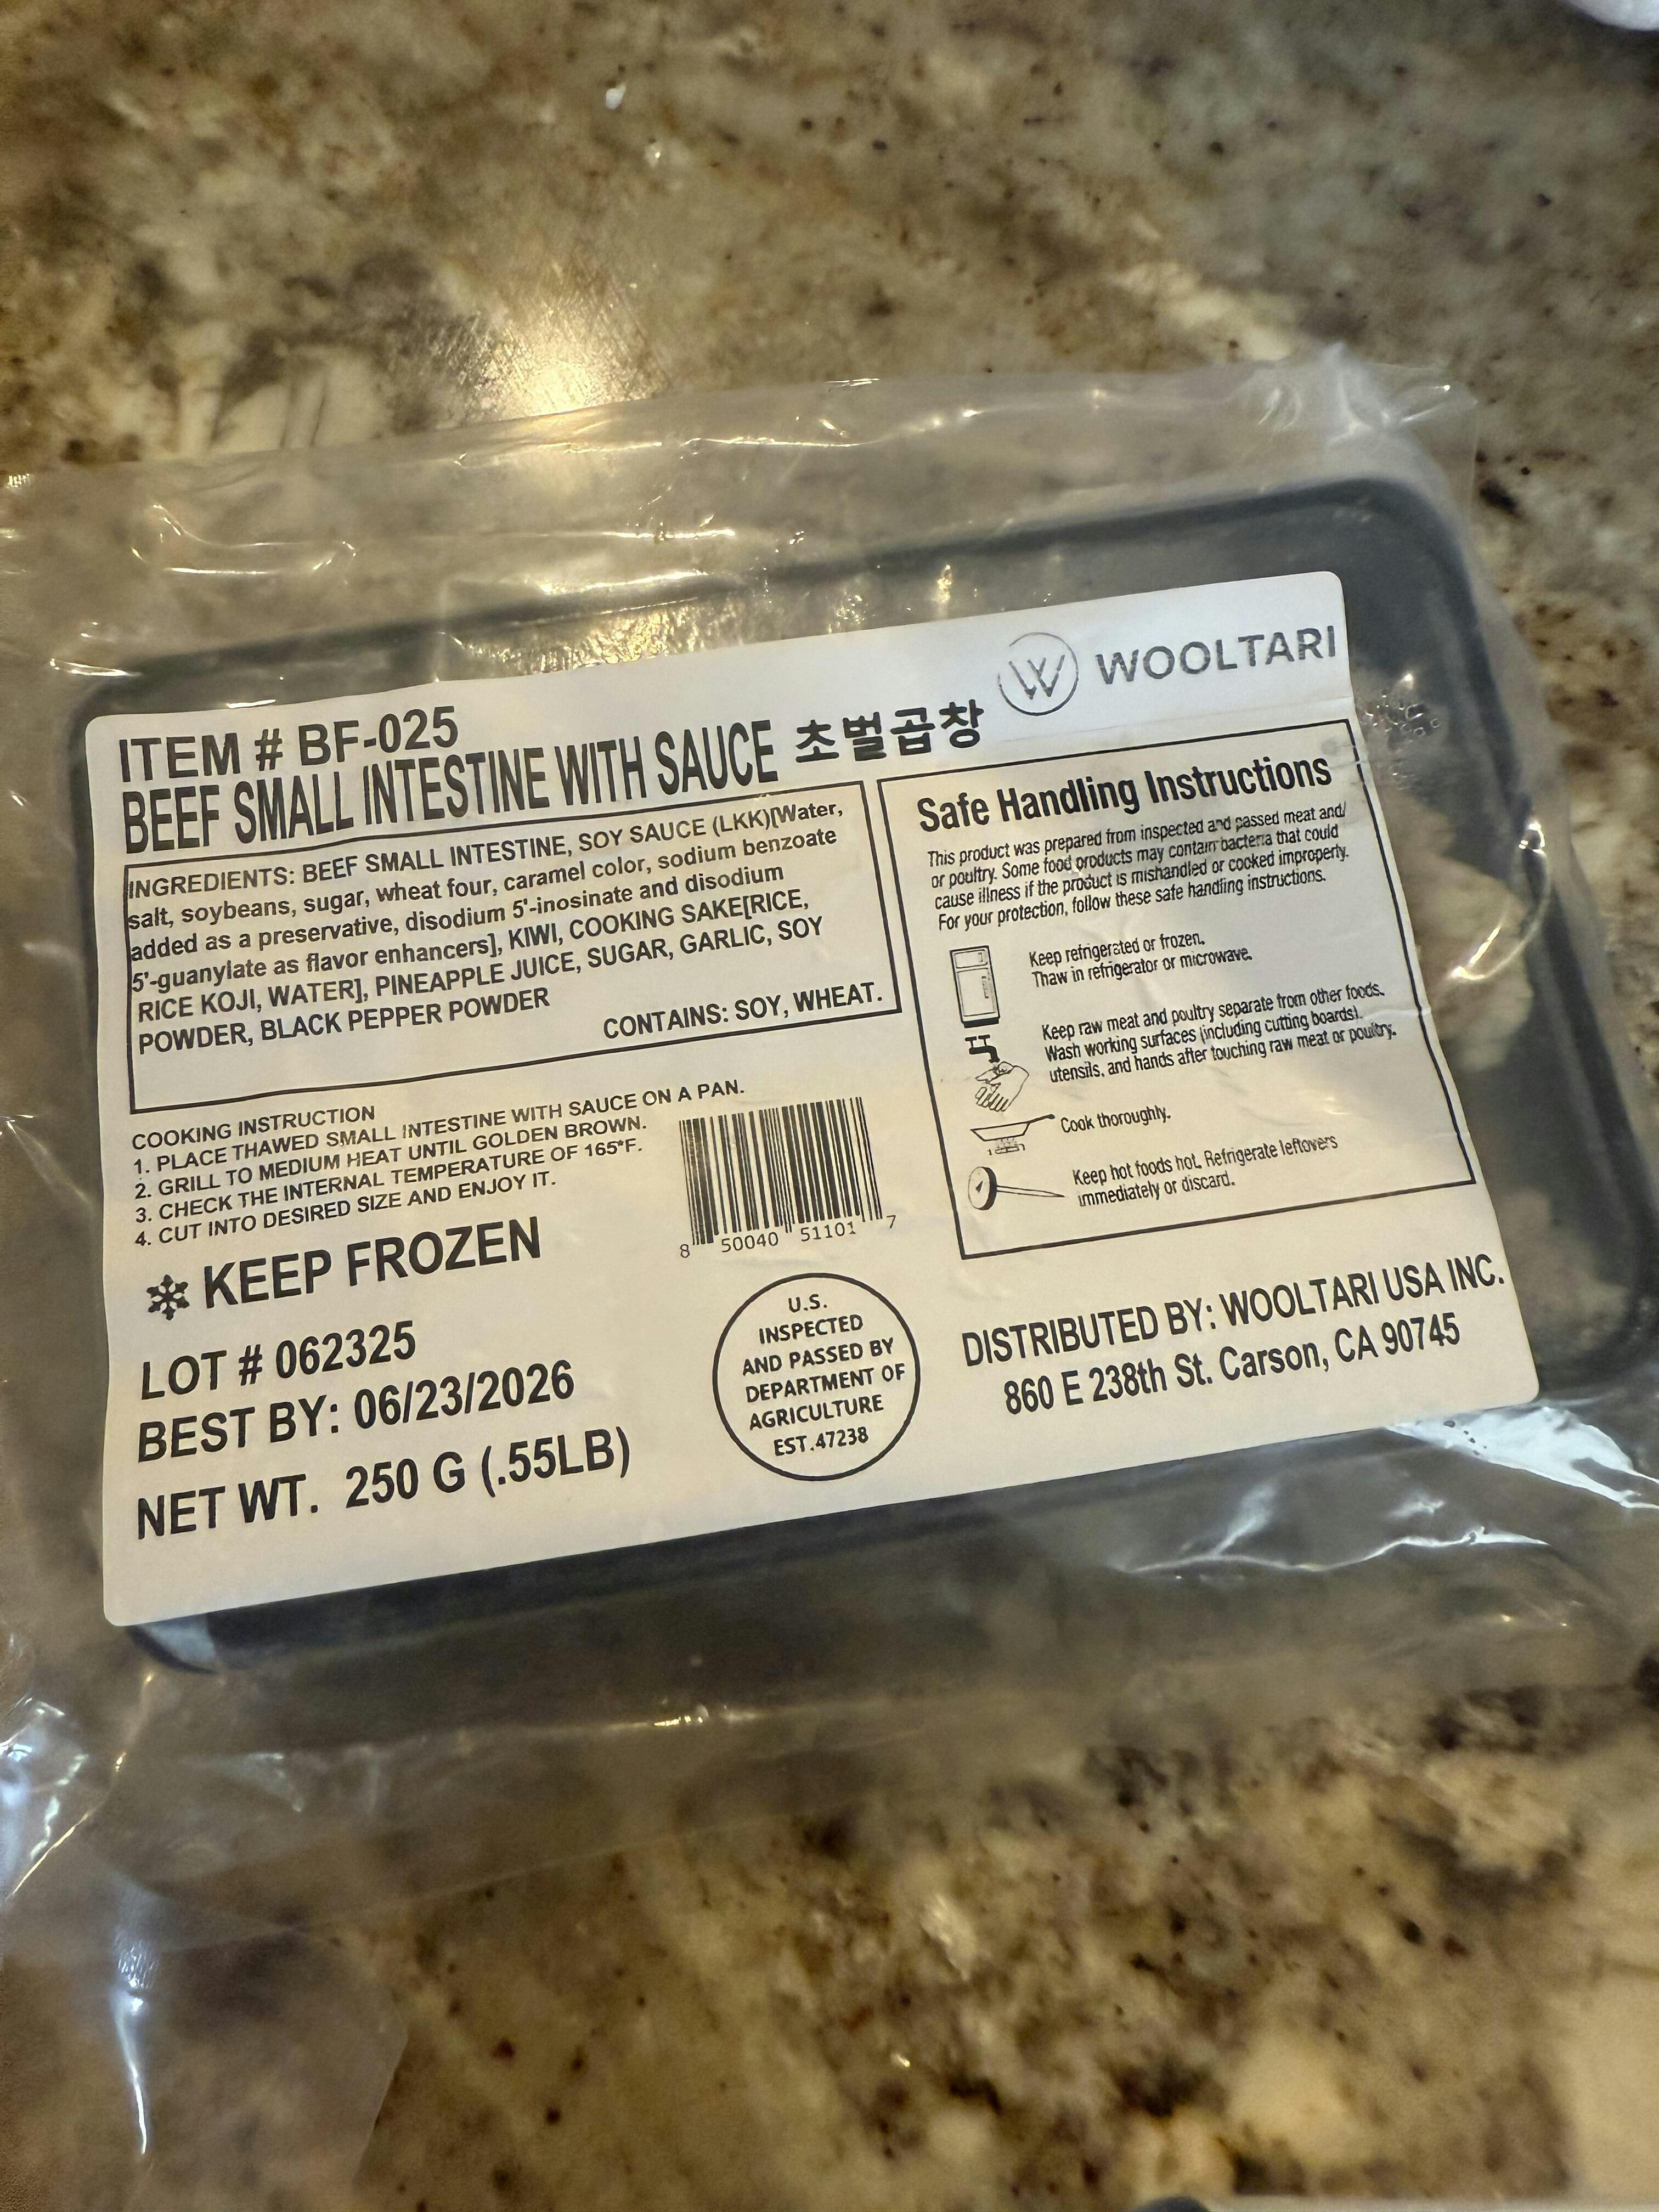 WOOLTARI
ITEM # BF-025
BEEF SMALL INTESTINE WITH SAUCE 초벌곱창
INGREDIENTS: BEEF SMALL INTESTINE, SOY SAUCE (LKK)[Water,
salt, soybeans, sugar, wheat four, caramel color, sodium benzoate
added as a preservative, disodium 5'-inosinate and disodium
5'-guanylate as flavor enhancers], KIWI, COOKING SAKE[RICE,
RICE KOJI, WATER], PINEAPPLE JUICE, SUGAR, GARLIC, SOY
POWDER, BLACK PEPPER POWDER
CONTAINS: SOY, WHEAT.
COOKING INSTRUCTION
1. PLACE THAWED SMALL INTESTINE WITH SAUCE ON A PAN.
2. GRILL TO MEDIUM HEAT UNTIL GOLDEN BROWN.
3. CHECK THE INTERNAL TEMPERATURE OF 165°F.
4. CUT INTO DESIRED SIZE AND ENJOY IT.
KEEP FROZEN
LOT # 062325
BEST BY: 06/23/2026
NET WT. 250 G (.55LB)
8 50040 51101 7
U.S.
INSPECTED
AND PASSED BY
DEPARTMENT OF
AGRICULTURE
EST.47238
Safe Handling Instructions
This product was prepared from inspected and passed meat and/
or poultry. Some food products may contain bacteria that could
cause illness if the product is mishandled or cooked improperly.
For your protection, follow these safe handling instructions.
Keep refrigerated or frozen.
Thaw in refrigerator or microwave.
Keep raw meat and poultry separate from other foods.
Wash working surfaces (including cutting boards).
utensils, and hands after touching raw meat or poultry.
Cook thoroughly.
Keep hot foods hot. Refrigerate leftovers
immediately or discard.
DISTRIBUTED BY: WOOLTARI USA INC.
860 E 238th St. Carson, CA 90745